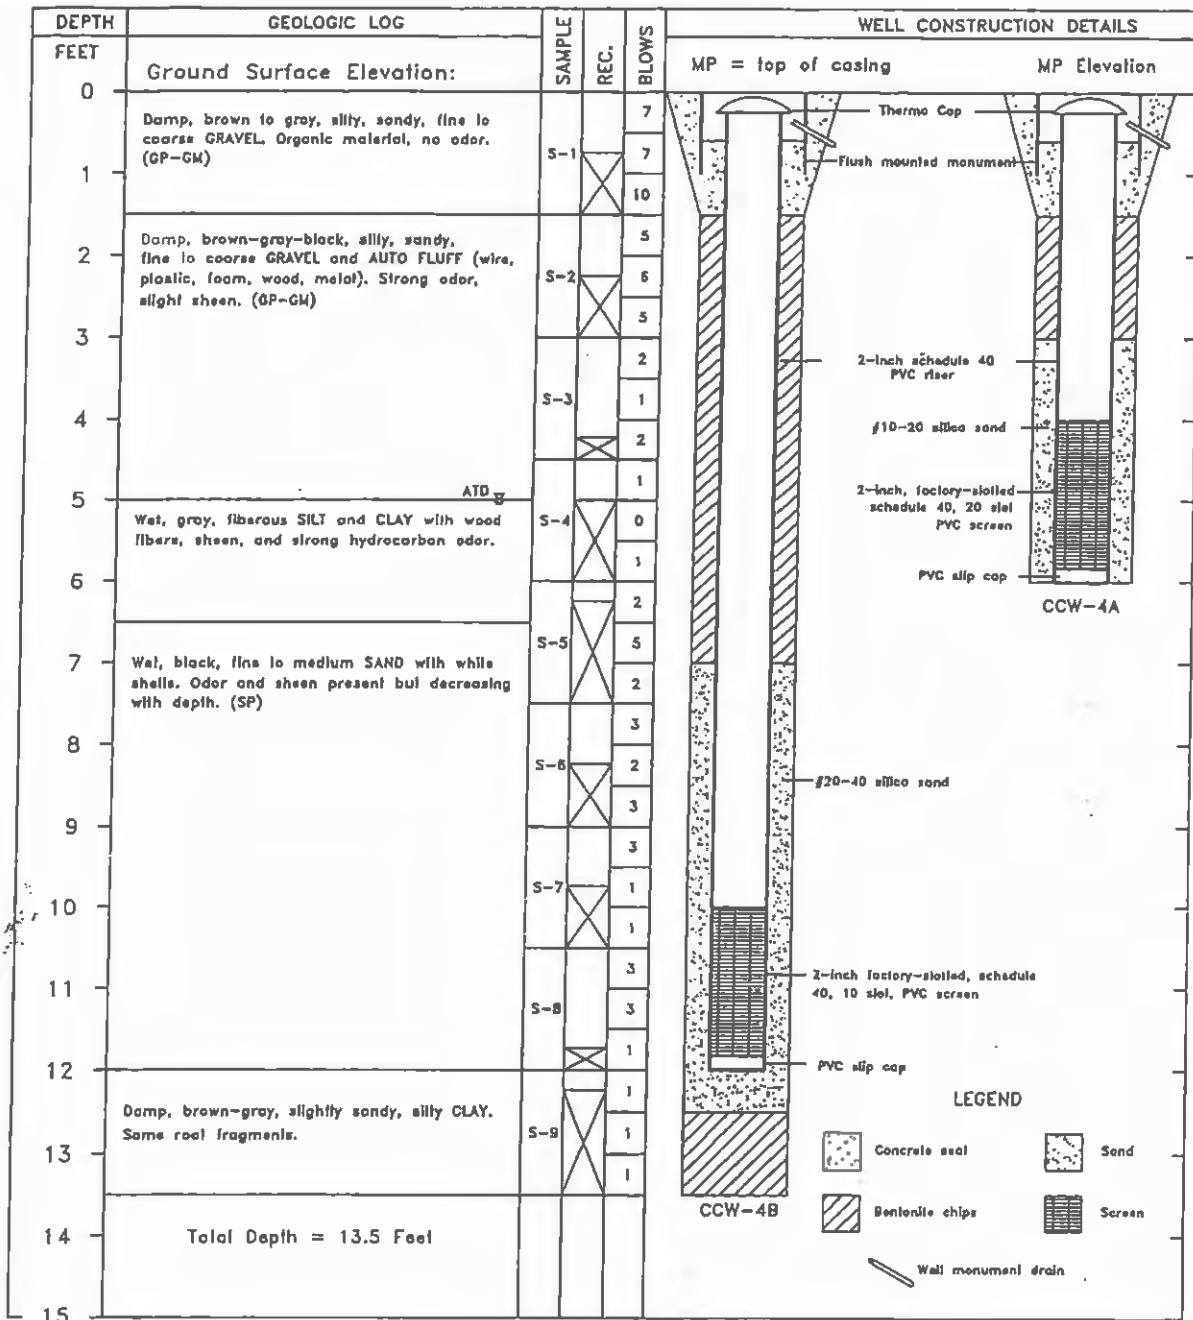 DEPTH
GEOLOGIC LOG
SAMPLE
REC.
BLOWS
WELL CONSTRUCTION DETAILS
FEET
Ground Surface Elevation:
MP = top of casing
MP Elevation
0
1
2
3
4
5
6
7
8
9
10
11
12
13
14
15
Damp, brown to gray, silty, sandy, fine to
coarse GRAVEL. Organic material, no odor.
(GP-GM)
Damp, brown-gray-black, silty, sandy,
fine to coarse GRAVEL and AUTO FLUFF (wire,
plastic, foam, wood, metal). Strong odor,
slight sheen. (GP-GM)
ATD
Wet, gray, fiberous SILT and CLAY with wood
fibers, sheen, and strong hydrocarbon odor.
Wet, black, fine to medium SAND with white
shells. Odor and sheen present but decreasing
with depth. (SP)
Damp, brown-gray, slightly sandy, silty CLAY.
Some root fragments.
Total Depth = 13.5 Feet
S-1
S-2
S-3
S-4
S-5
S-6
S-7
S-8
S-9
7
7
10
5
6
5
2
1
2
1
0
1
2
5
2
3
2
3
3
1
1
3
3
1
1
1
1
Thermo Cap
Flush mounted monument
2-inch schedule 40
PVC riser
#10-20 silica sand
2-inch, factory-slotted
schedule 40, 20 slot
PVC screen
PVC slip cap
CCW-4A
#20-40 silica sand
2-inch factory-slotted, schedule
40, 10 slot, PVC screen
PVC slip cap
CCW-4B
LEGEND
Concrete seal
Sand
Bentonite chips
Screen
Well monument drain